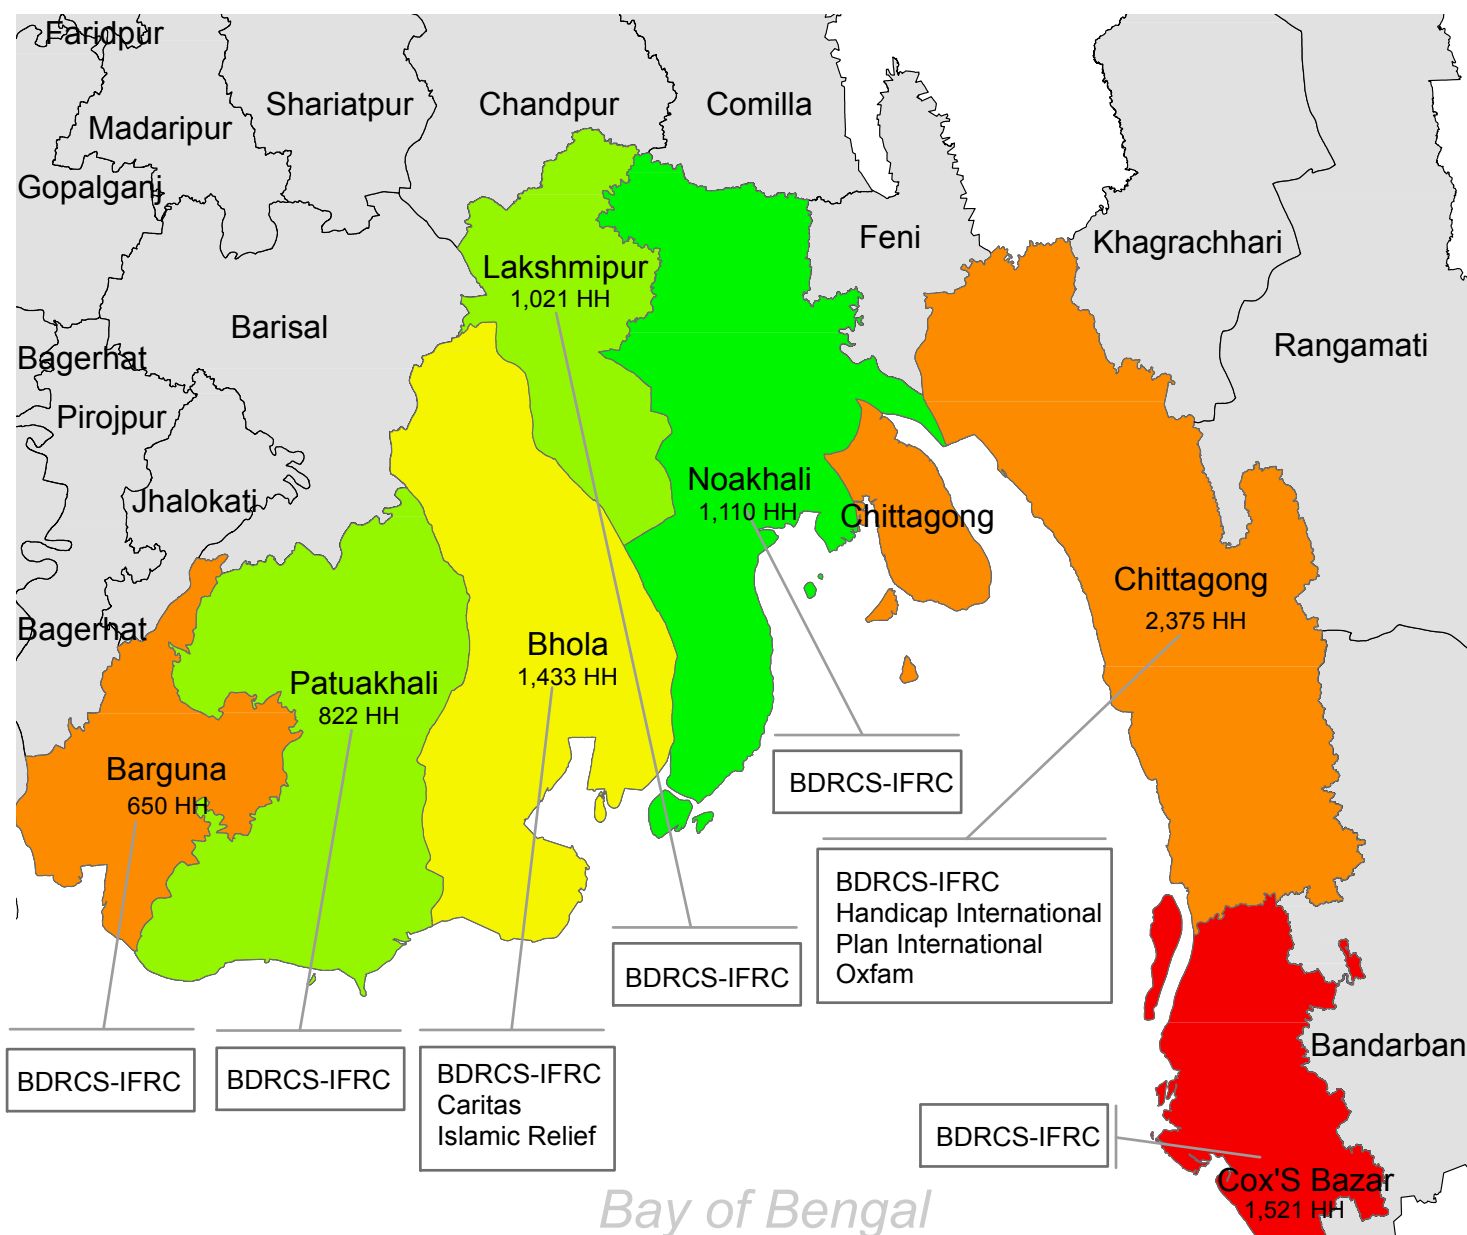 Faridpur
Shariatpur
Chandpur
Comilla
Madaripur
Gopalganj
Feni
Khagrachhari
Lakshmipur
1,021 HH
Barisal
Rangamati
Bagerhat
Pirojpur
Noakhali
1,110 HH
Jhalokati
Chittagong
Chittagong
2,375 HH
Bagerhat
Bhola
1,433 HH
Patuakhali
822 HH
Barguna
650 HH
BDRCS-IFRC
BDRCS-IFRC
Handicap International
Plan International
Oxfam
BDRCS-IFRC
Bandarban
BDRCS-IFRC
BDRCS-IFRC
BDRCS-IFRC
Caritas
Islamic Relief
BDRCS-IFRC
Cox'S Bazar
1,521 HH
Bay of Bengal